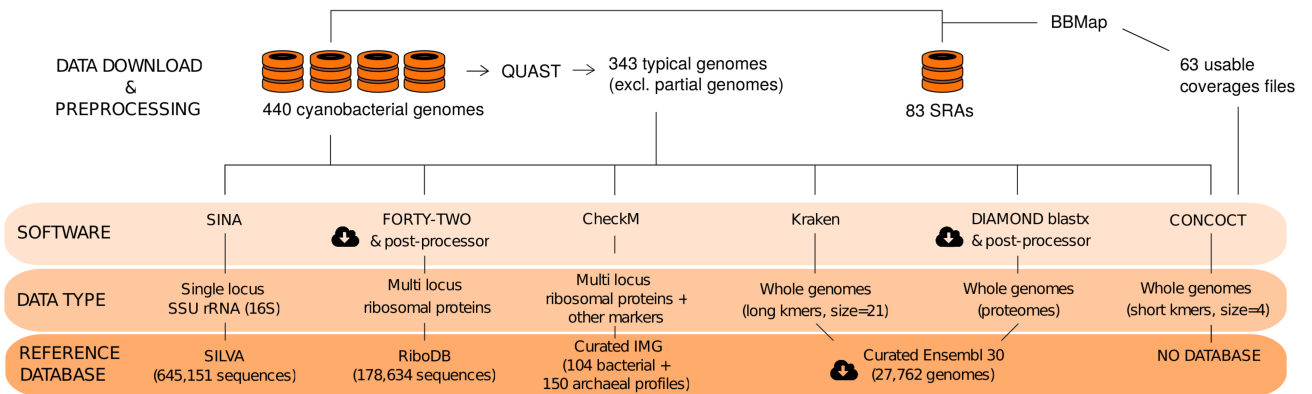 BBMap
DATA DOWNLOAD
&
PREPROCESSING
QUAST
343 typical genomes
(excl. partial genomes)
63 usable
coverages files
440 cyanobacterial genomes
83 SRAs
SOFTWARE
SINA
FORTY-TWO
& post-processor
CheckM
Kraken
DIAMOND blastx
& post-processor
CONCOCT
DATA TYPE
Single locus
SSU rRNA (16S)
Multi locus
ribosomal proteins
Multi locus
ribosomal proteins +
other markers
Whole genomes
(long kmers, size=21)
Whole genomes
(proteomes)
Whole genomes
(short kmers, size=4)
REFERENCE
DATABASE
SILVA
(645,151 sequences)
RiboDB
(178,634 sequences)
Curated IMG
(104 bacterial +
150 archaeal profiles)
Curated Ensembl 30
(27,762 genomes)
NO DATABASE